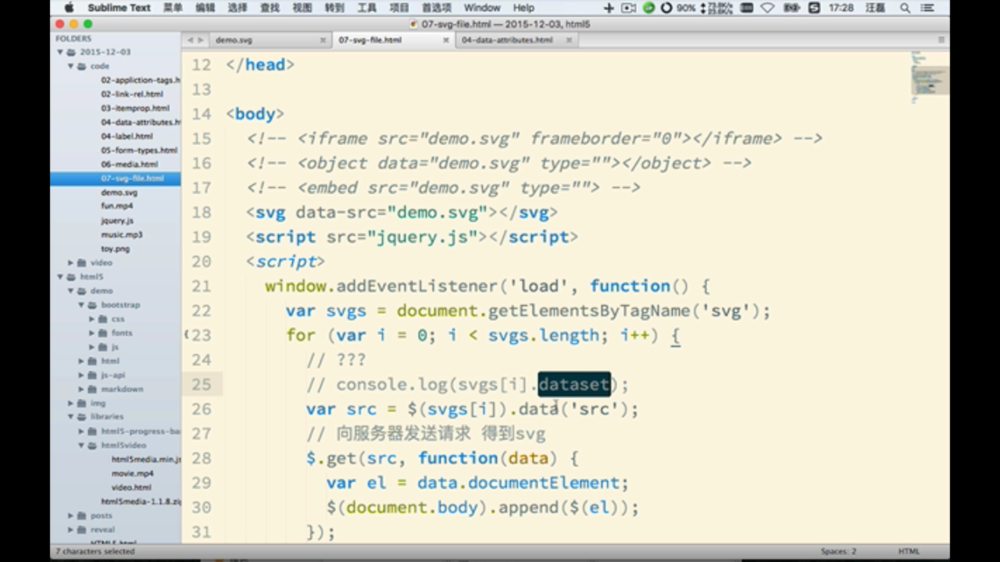 Sublime Text 菜单 编辑 选择 查找 视图 转到 工具 项目 首选项 Window Help 90% 17:28 汪磊
07-svg-file.html — 2015-12-03, html5
demo.svg 07-svg-file.html 04-data-attributes.html
FOLDERS
2015-12-03
code
02-appliction-tags.h
02-link-rel.html
03-itemprop.html
04-data-attributes.h
04-label.html
05-form-types.html
06-media.html
07-svg-file.html
demo.svg
fun.mp4
jquery.js
music.mp3
toy.png
video
html5
demo
bootstrap
css
fonts
js
html
js-api
markdown
img
libraries
html5-progress-ba
html5video
html5media.min.js
movie.mp4
video.html
html5media-1.1.8.zip
posts
reveal
HTML5.html
12 </head>
13
14 <body>
15 <!-- <iframe src="demo.svg" frameborder="0"></iframe> -->
16 <!-- <object data="demo.svg" type=""></object> -->
17 <!-- <embed src="demo.svg" type=""> -->
18 <svg data-src="demo.svg"></svg>
19 <script src="jquery.js"></script>
20 <script>
21 window.addEventListener('load', function() {
22 var svgs = document.getElementsByTagName('svg');
23 for (var i = 0; i < svgs.length; i++) {
24 // ???
25 // console.log(svgs[i].dataset);
26 var src = $(svgs[i]).data('src');
27 // 向服务器发送请求 得到svg
28 $.get(src, function(data) {
29 var el = data.documentElement;
30 $(document.body).append($(el));
31 });
7 characters selected Spaces: 2 HTML